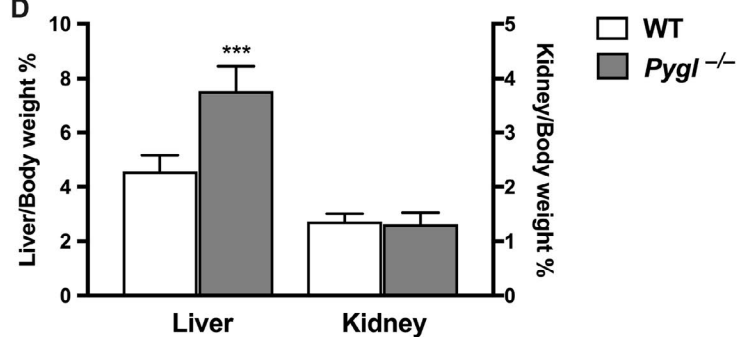 D
Liver/Body weight %
10
8
6
4
2
0
***
5
4
3
2
1
0
Kidney/Body weight %
Liver
Kidney
WT
Pygl –/–